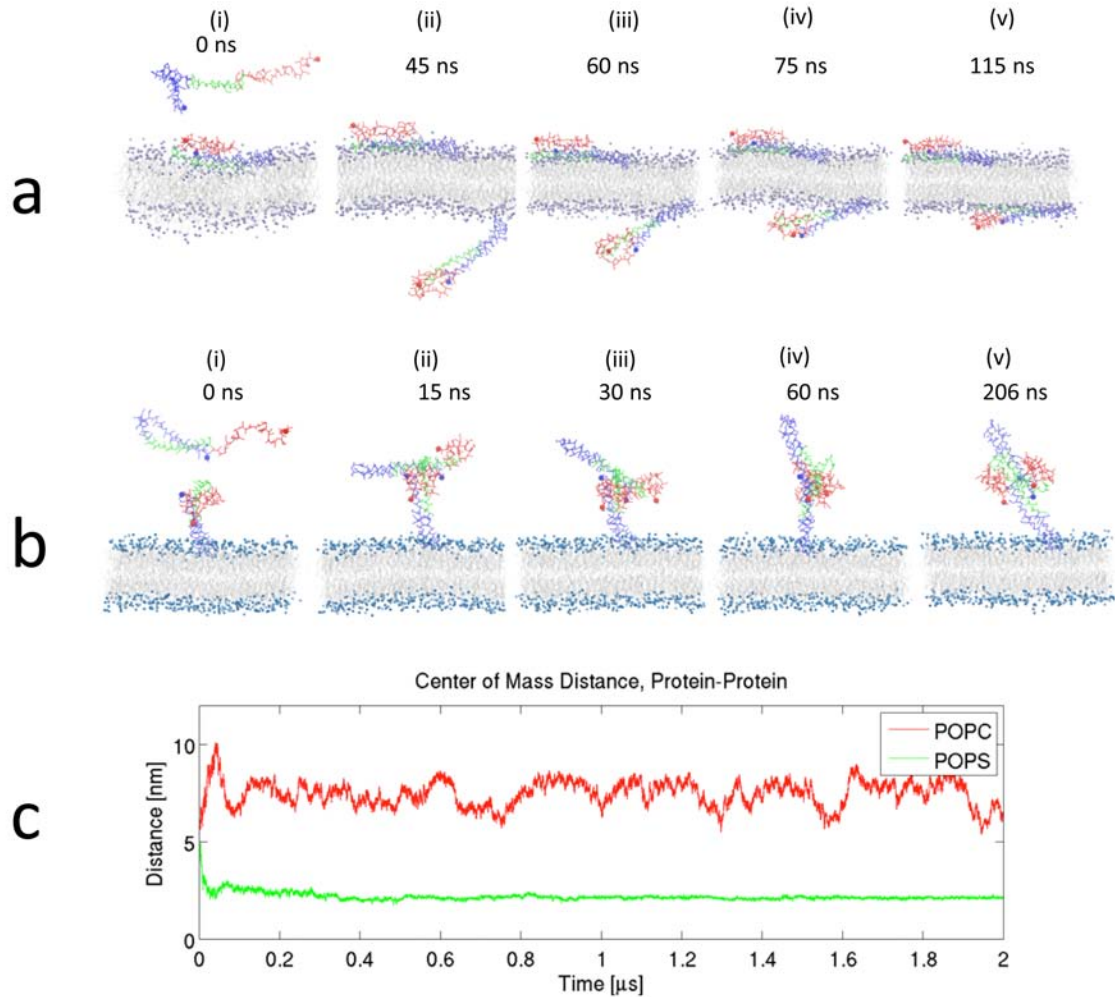 (i) (ii) (iii) (iv) (v)
0 ns 45 ns 60 ns 75 ns 115 ns
a
(i) (ii) (iii) (iv) (v)
0 ns 15 ns 30 ns 60 ns 206 ns
b
Center of Mass Distance, Protein-Protein
c
Distance [nm]
10
5
0
POPC
POPS
0 0.2 0.4 0.6 0.8 1 1.2 1.4 1.6 1.8 2
Time [μs]